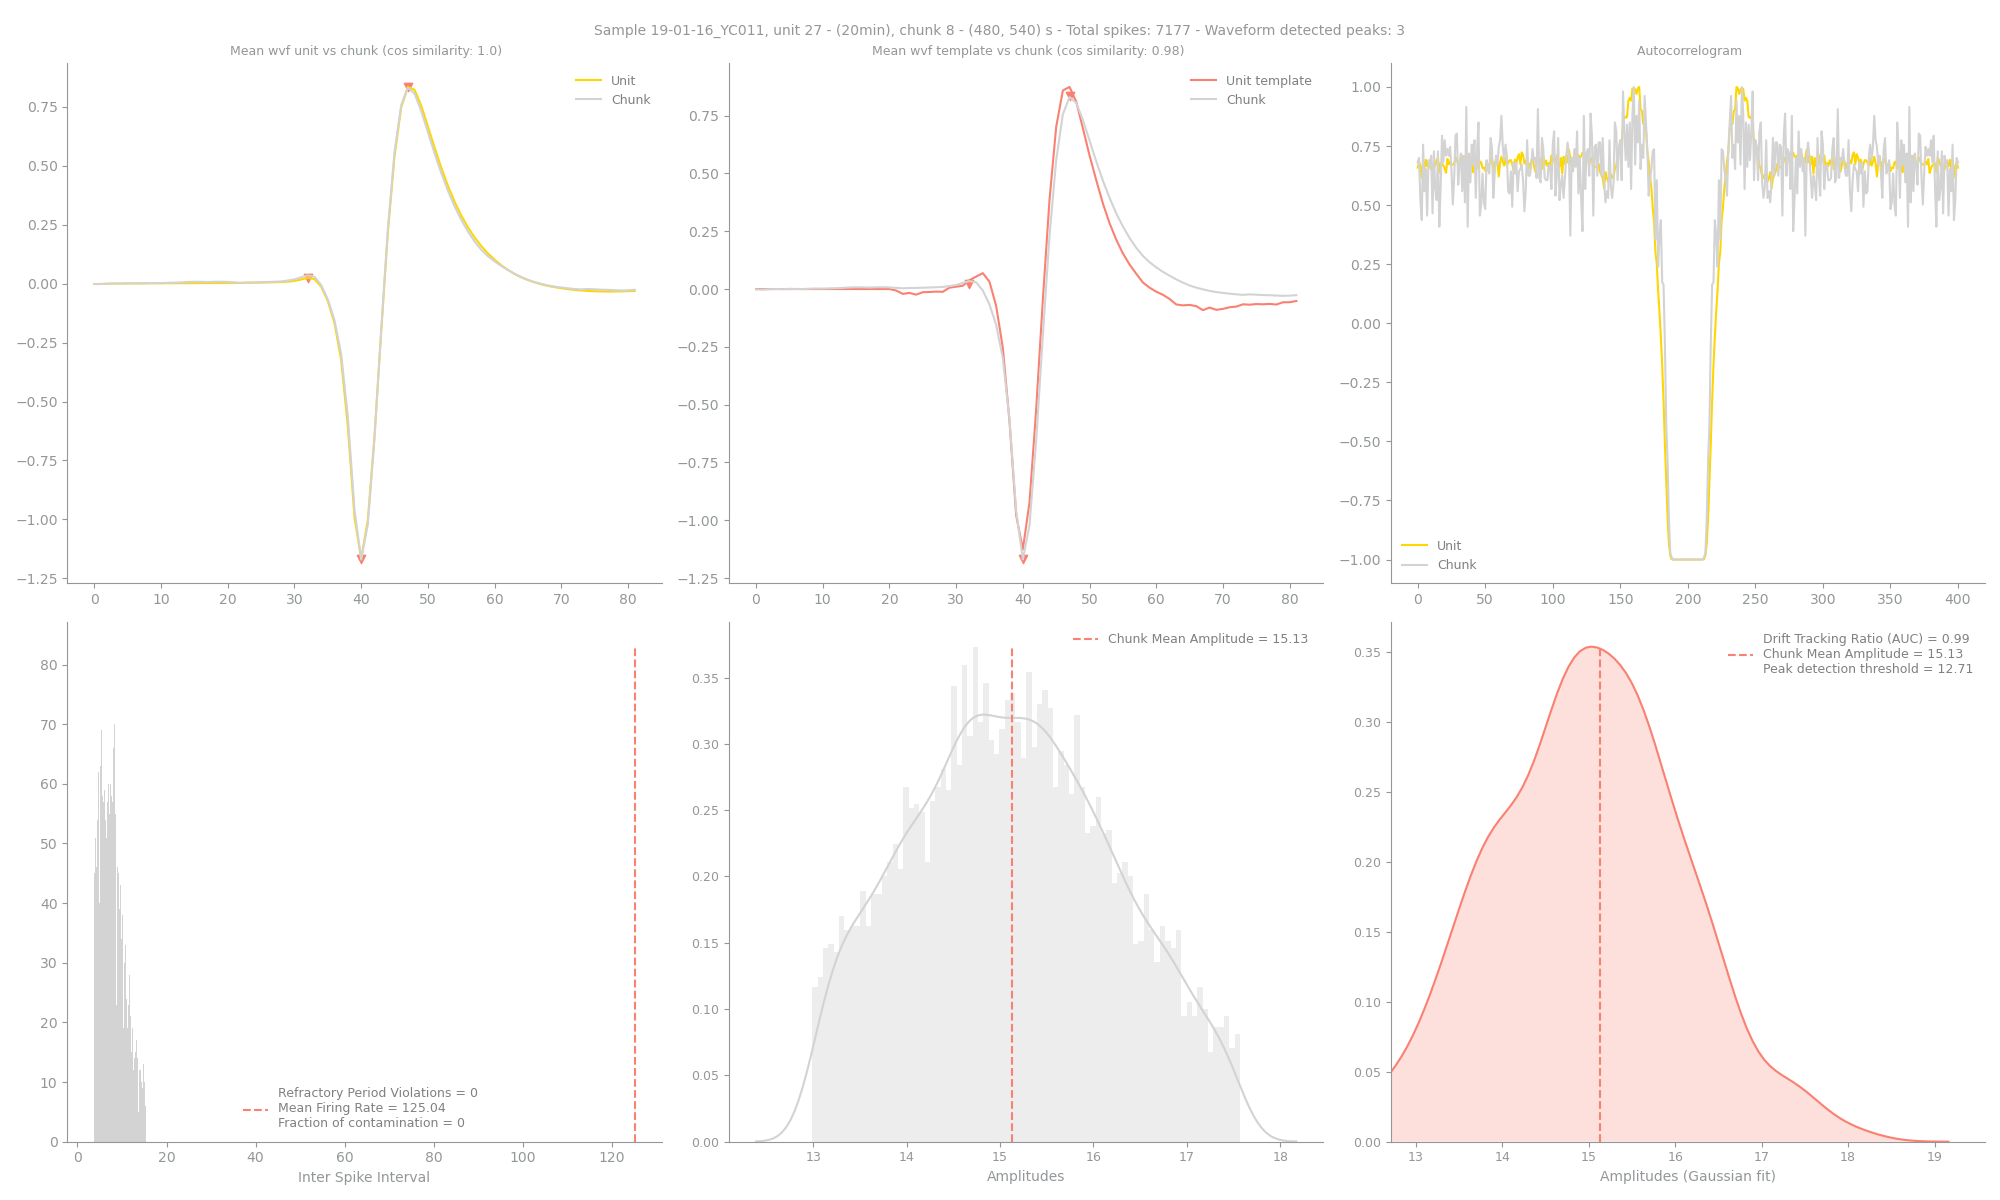 Sample 19-01-16_YC011, unit 27 - (20min), chunk 8 - (480, 540) s - Total spikes: 7177 - Waveform detected peaks: 3
Mean wvf unit vs chunk (cos similarity: 1.0)
Unit
Chunk
0.75
0.50
0.25
0.00
−0.25
−0.50
−0.75
−1.00
−1.25
0 10 20 30 40 50 60 70 80
Mean wvf template vs chunk (cos similarity: 0.98)
Unit template
Chunk
0.75
0.50
0.25
0.00
−0.25
−0.50
−0.75
−1.00
−1.25
0 10 20 30 40 50 60 70 80
Autocorrelogram
1.00
0.75
0.50
0.25
0.00
−0.25
−0.50
−0.75
−1.00
Unit
Chunk
0 50 100 150 200 250 300 350 400
80
70
60
50
40
30
20
10
0
Refractory Period Violations = 0
Mean Firing Rate = 125.04
Fraction of contamination = 0
0 20 40 60 80 100 120
Inter Spike Interval
Chunk Mean Amplitude = 15.13
0.35
0.30
0.25
0.20
0.15
0.10
0.05
0.00
13 14 15 16 17 18
Amplitudes
Drift Tracking Ratio (AUC) = 0.99
Chunk Mean Amplitude = 15.13
Peak detection threshold = 12.71
0.35
0.30
0.25
0.20
0.15
0.10
0.05
0.00
13 14 15 16 17 18 19
Amplitudes (Gaussian fit)